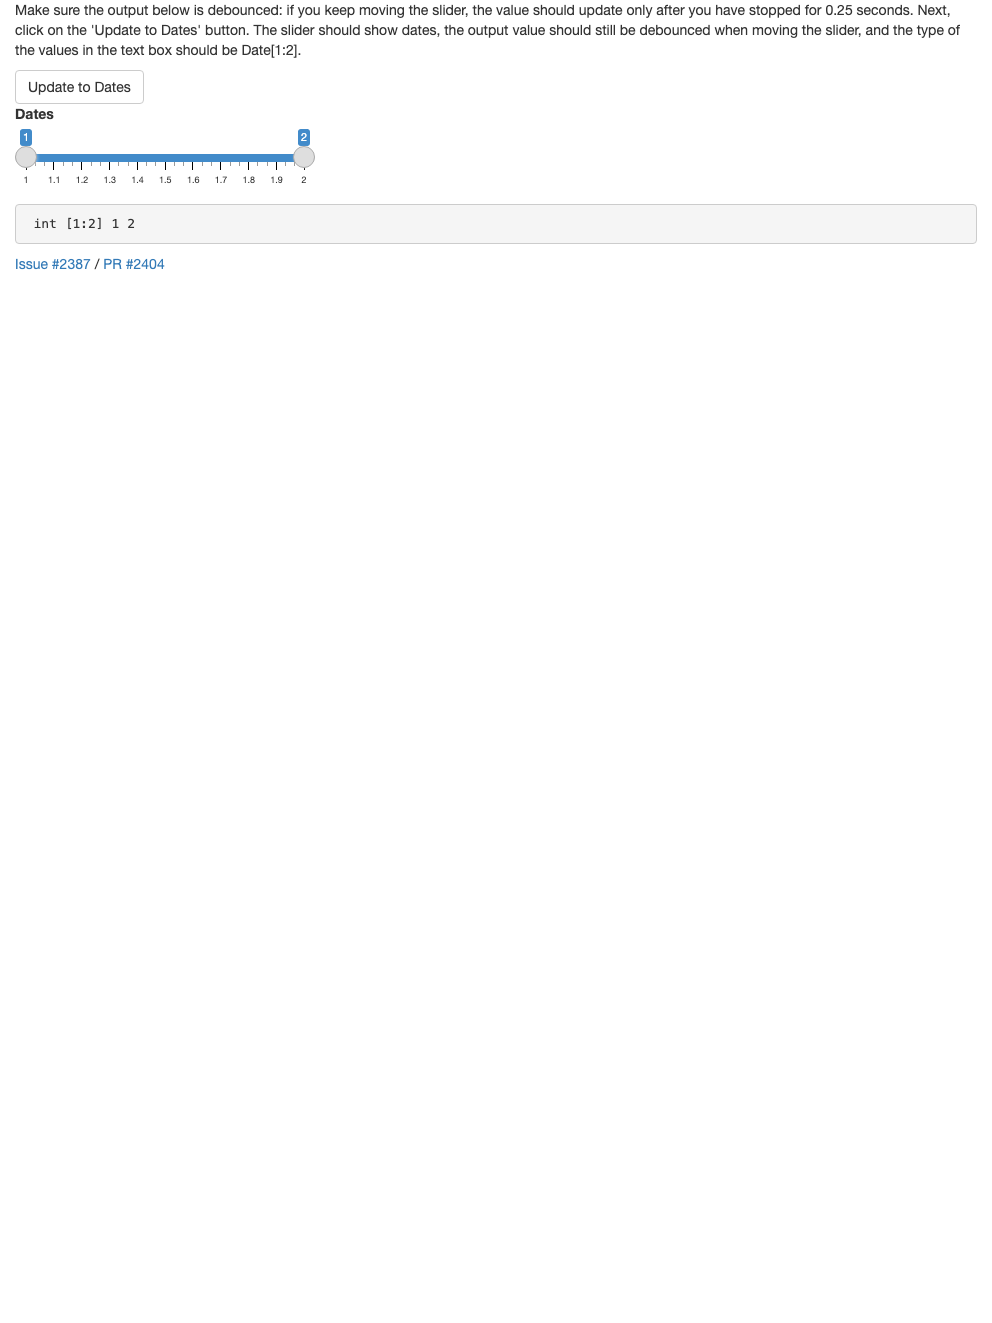 Make sure the output below is debounced: if you keep moving the slider, the value should update only after you have stopped for 0.25 seconds. Next,
click on the 'Update to Dates' button. The slider should show dates, the output value should still be debounced when moving the slider, and the type of
the values in the text box should be Date[1:2].
Update to Dates
Dates
1 2
1 1.1 1.2 1.3 1.4 1.5 1.6 1.7 1.8 1.9 2
int [1:2] 1 2
Issue #2387 / PR #2404